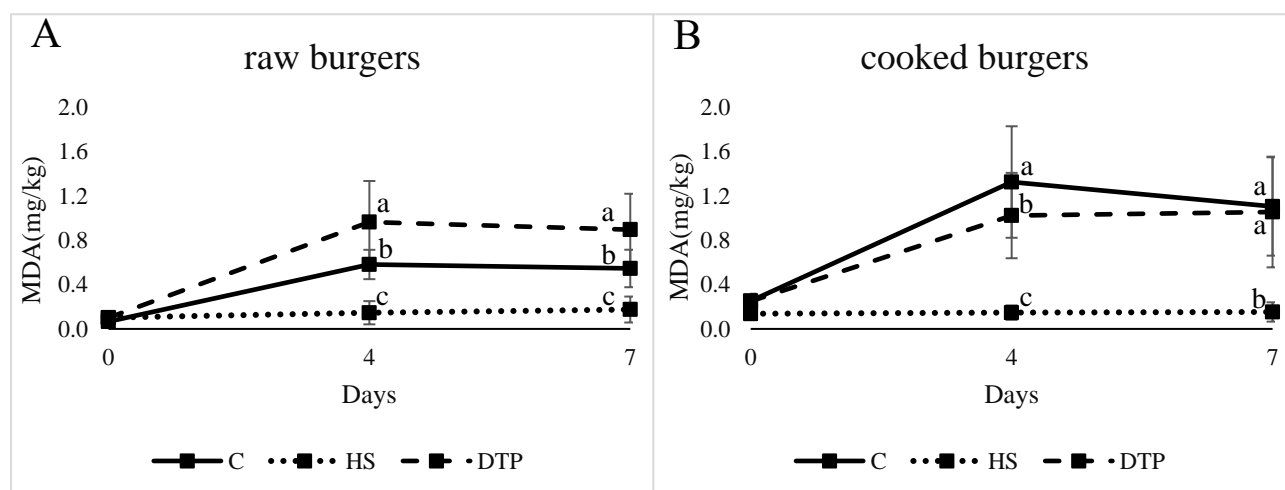 A
raw burgers
MDA(mg/kg)
2.0
1.6
1.2
0.8
0.4
0.0
a
a
b
b
c
c
0 4 7
Days
C HS DTP
B
cooked burgers
MDA(mg/kg)
2.0
1.6
1.2
0.8
0.4
0.0
a
a
b
a
c
b
0 4 7
Days
C HS DTP